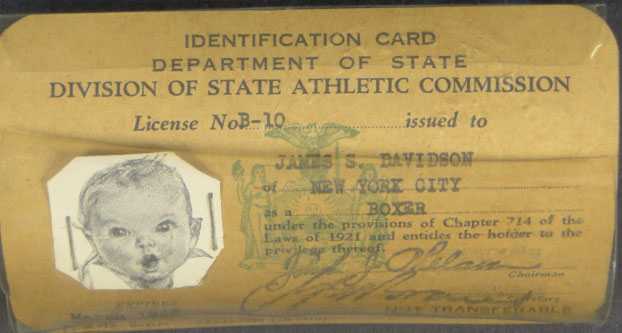 IDENTIFICATION CARD
DEPARTMENT OF STATE
DIVISION OF STATE ATHLETIC COMMISSION
License No. B-10 issued to
JAMES S. DAVIDSON
of NEW YORK CITY
as a BOXER
under the provisions of Chapter 714 of the
Laws of 1921 and entitles the holder to the
privilege thereof.
Chairman
EXPIRES
March
NOT TRANSFERABLE